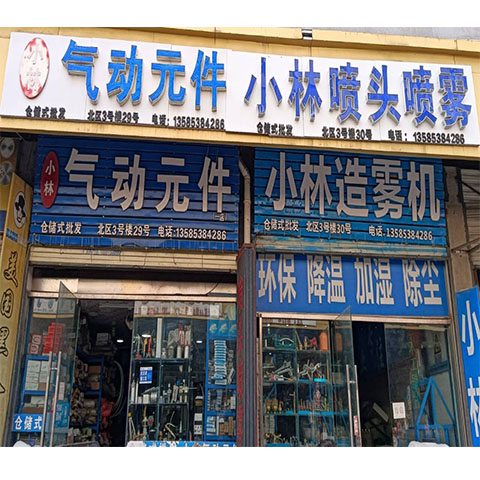 小林
气动元件
仓储式批发 北区3号楼29号 电话:13585384286
小林喷头喷雾
仓储式批发 北区3号楼30号 电话:13585384286
小林
气动元件
仓储式批发 北区3号楼29号 电话:13585384286
小林造雾机
仓储式批发 北区3号楼30号 电话:13585384286
环保 降温 加湿 除尘
仓储式
小林